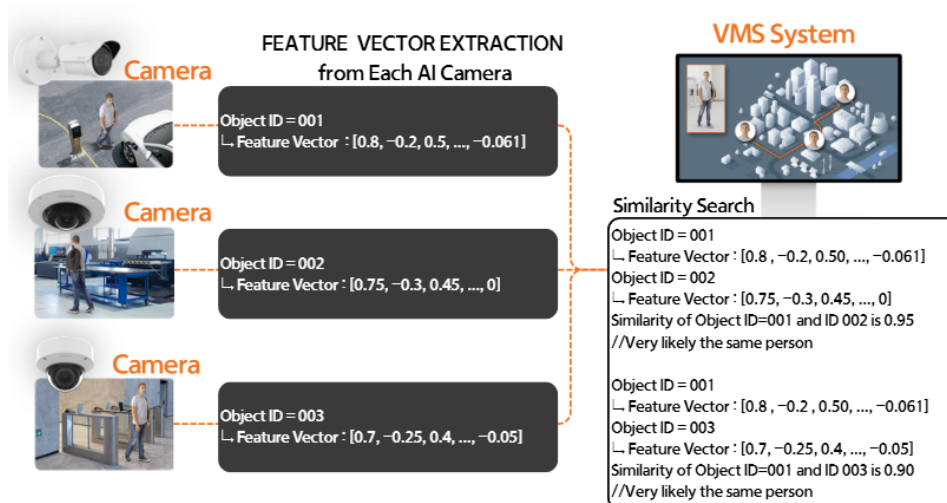 FEATURE VECTOR EXTRACTION
from Each AI Camera
VMS System
Camera
Object ID = 001
↳ Feature Vector : [0.8, −0.2, 0.5, ..., −0.061]
Camera
Object ID = 002
↳ Feature Vector : [0.75, −0.3, 0.45, ..., 0]
Camera
Object ID = 003
↳ Feature Vector : [0.7, −0.25, 0.4, ..., −0.05]
Similarity Search
Object ID = 001
↳ Feature Vector : [0.8 , −0.2, 0.50, ..., −0.061]
Object ID = 002
↳ Feature Vector : [0.75, −0.3, 0.45, ..., 0]
Similarity of Object ID=001 and ID 002 is 0.95
//Very likely the same person
Object ID = 001
↳ Feature Vector : [0.8 , −0.2 , 0.50, ..., −0.061]
Object ID = 003
↳ Feature Vector : [0.7, −0.25, 0.4, ..., −0.05]
Similarity of Object ID=001 and ID 003 is 0.90
//Very likely the same person